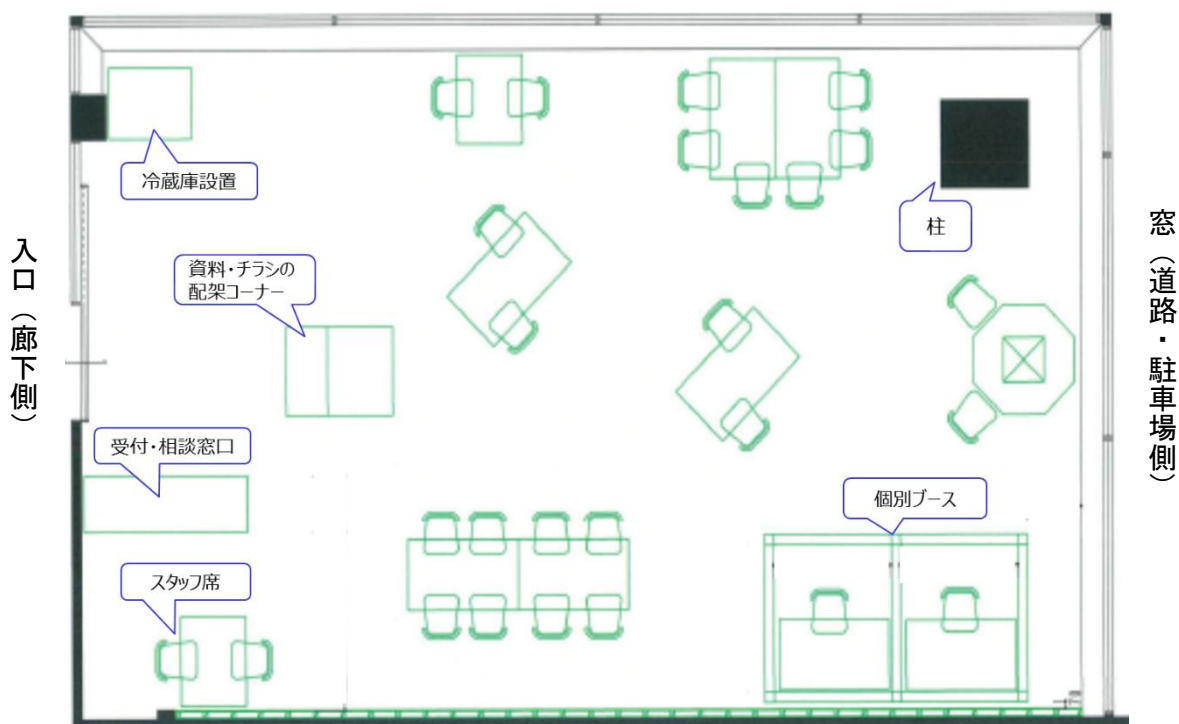 冷蔵庫設置
柱
窓（道路・駐車場側）
入口（廊下側）
資料・チラシの
配架コーナー
受付・相談窓口
個別ブース
スタッフ席